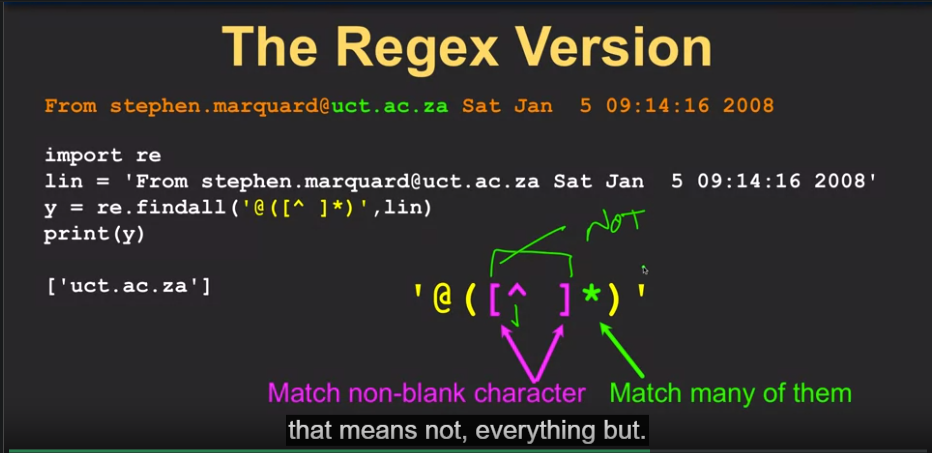 The Regex Version
From stephen.marquard@uct.ac.za Sat Jan  5 09:14:16 2008
import re
lin = 'From stephen.marquard@uct.ac.za Sat Jan  5 09:14:16 2008'
y = re.findall('@([^ ]*)',lin)
print(y)
NOT
['uct.ac.za']
'@([^ ]*)'
Match non-blank character
Match many of them
that means not, everything but.